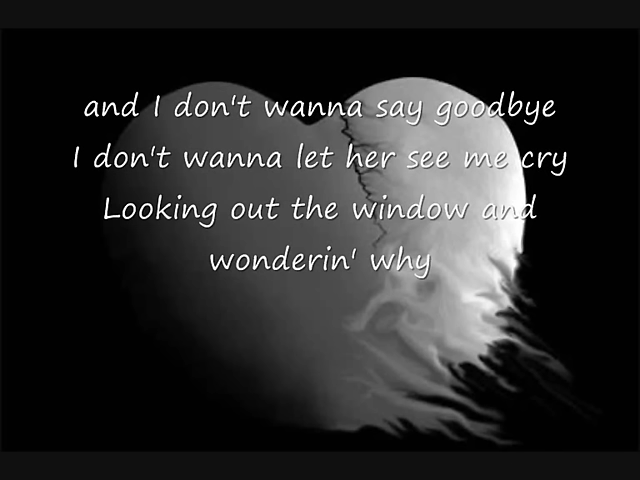 and I don't wanna say goodbye
I don't wanna let her see me cry
Looking out the window and
wonderin' why